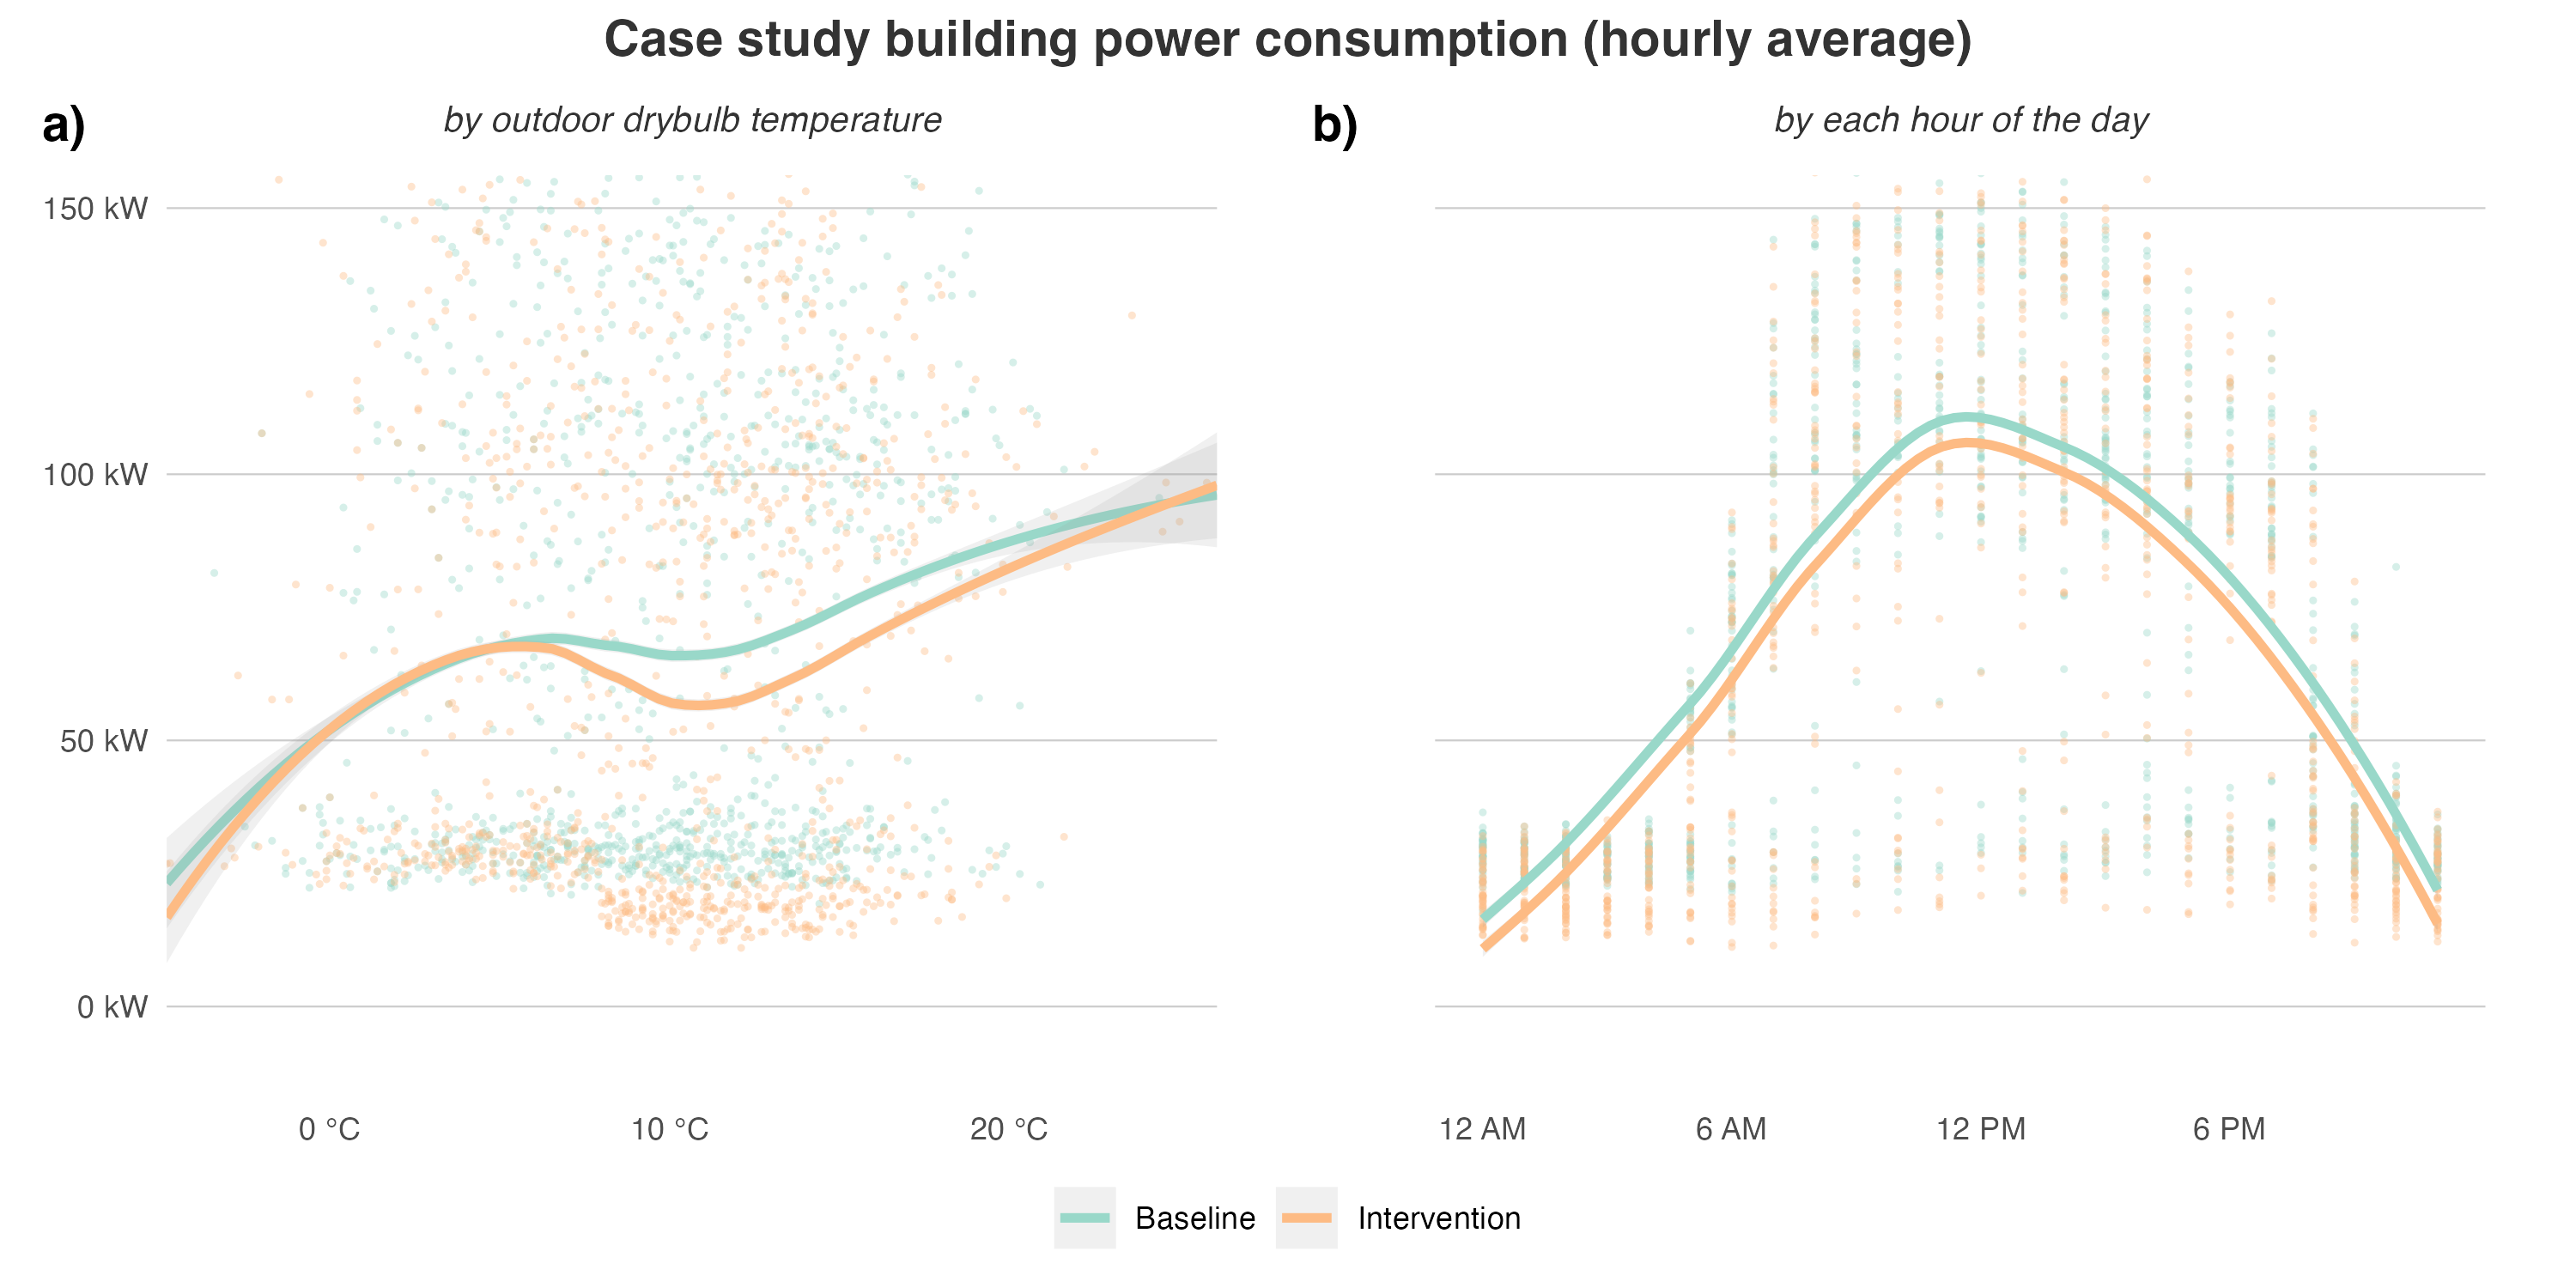 Case study building power consumption (hourly average)
a)
by outdoor drybulb temperature
150 kW
100 kW
50 kW
0 kW
0 °C
10 °C
20 °C
b)
by each hour of the day
12 AM
6 AM
12 PM
6 PM
Baseline
Intervention